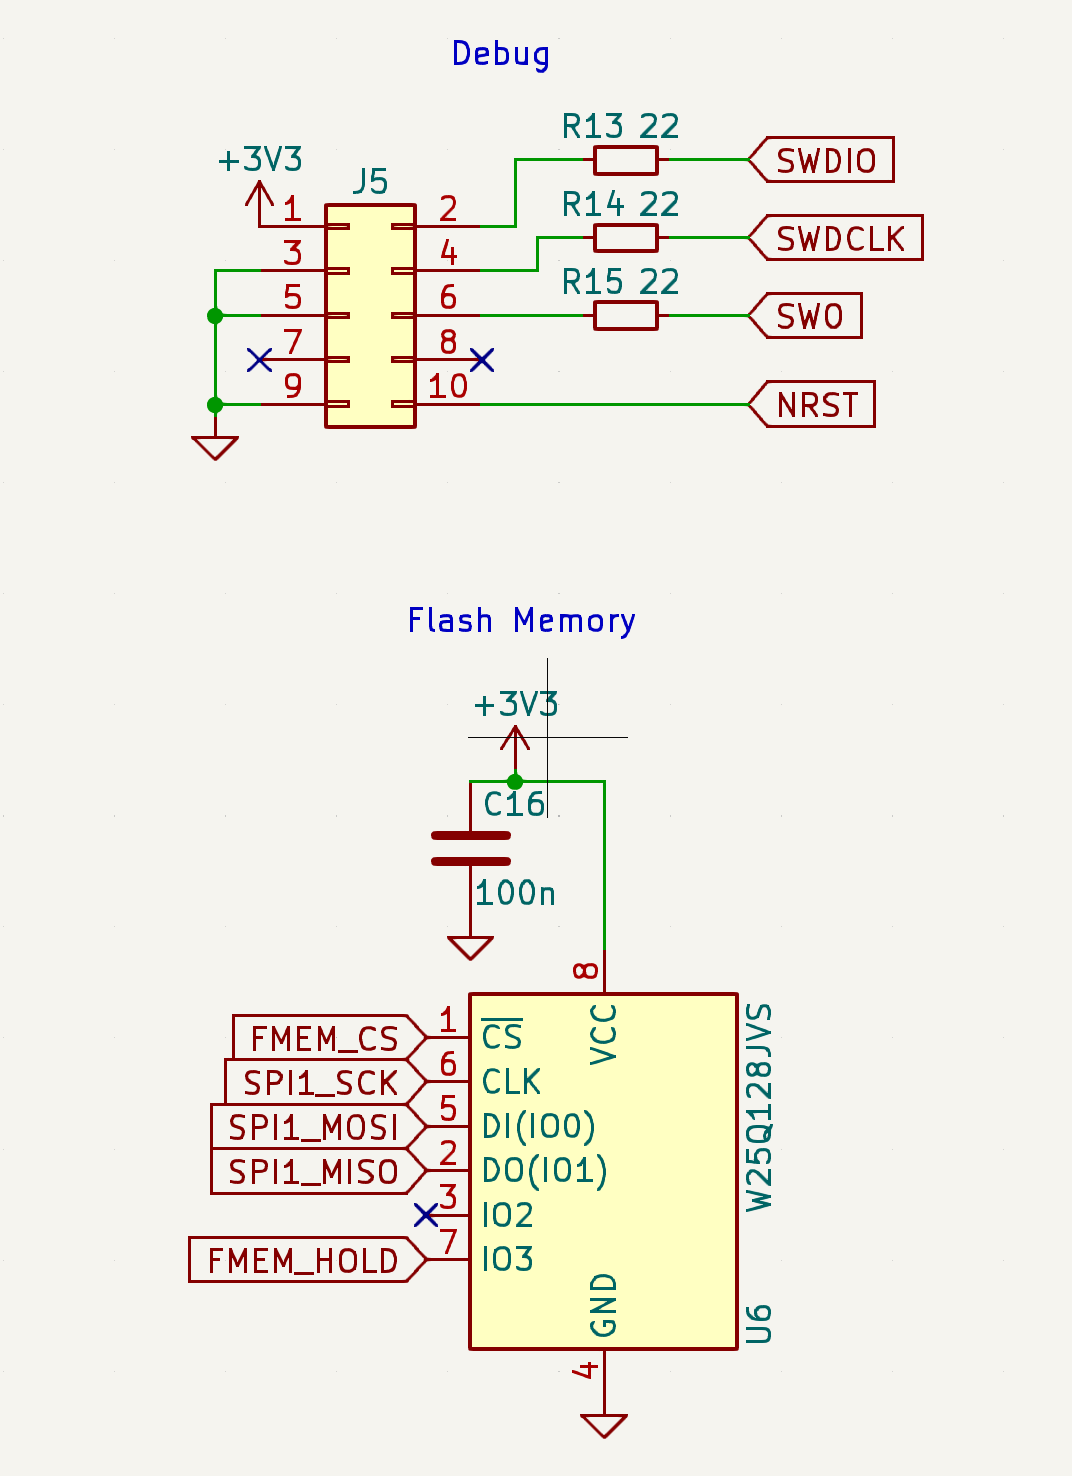 Debug
R13 22
+3V3
SWDIO
J5
1
2
R14 22
SWDCLK
3
4
R15 22
5
6
SWO
7
8
9
10
NRST
Flash Memory
+3V3
C16
100n
8
FMEM_CS
1
CS
VCC
W25Q128JVS
SPI1_SCK
6
CLK
SPI1_MOSI
5
DI(IO0)
SPI1_MISO
2
DO(IO1)
3
IO2
FMEM_HOLD
7
IO3
GND
U6
4